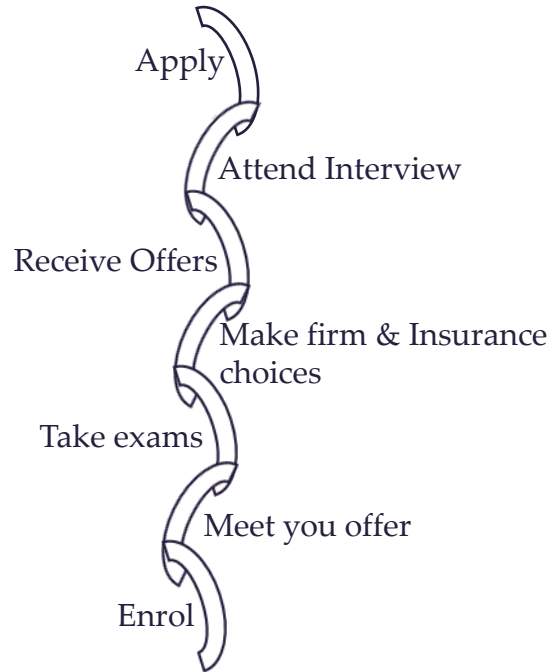 Apply
Attend Interview
Receive Offers
Make firm & Insurance
choices
Take exams
Meet you offer
Enrol